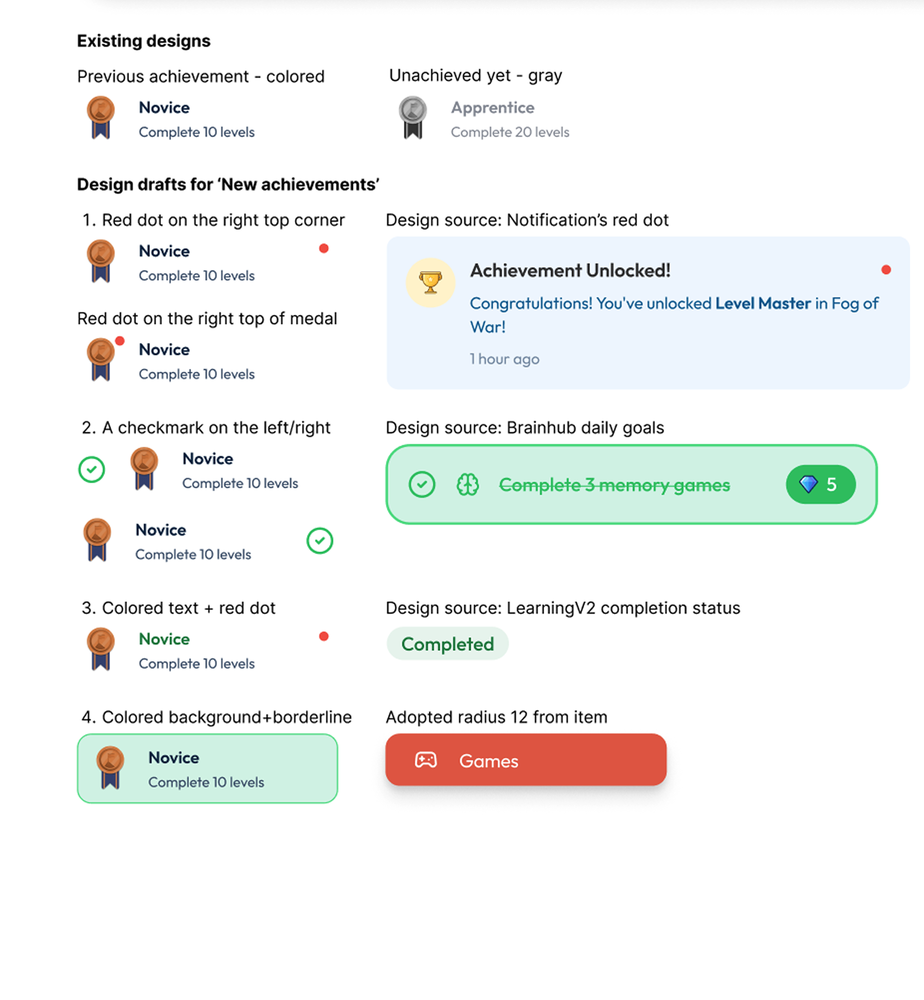 Existing designs
Previous achievement - colored
Unachieved yet - gray
Novice
Complete 10 levels
Apprentice
Complete 20 levels
Design drafts for ‘New achievements’
1. Red dot on the right top corner
Design source: Notification’s red dot
Novice
Complete 10 levels
Achievement Unlocked!
Congratulations! You've unlocked Level Master in Fog of
War!
1 hour ago
Red dot on the right top of medal
Novice
Complete 10 levels
2. A checkmark on the left/right
Design source: Brainhub daily goals
Novice
Complete 10 levels
Complete 3 memory games
5
Novice
Complete 10 levels
3. Colored text + red dot
Design source: LearningV2 completion status
Novice
Complete 10 levels
Completed
4. Colored background+borderline
Adopted radius 12 from item
Novice
Complete 10 levels
Games